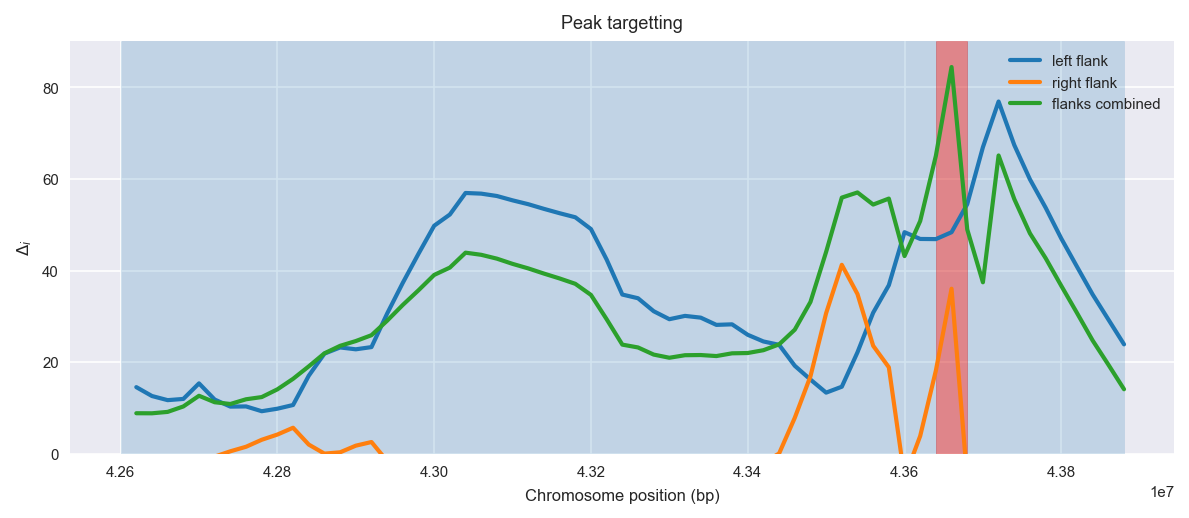 Peak targetting
left flank
right flank
flanks combined
80
60
40
20
0
Δi
4.26
4.28
4.30
4.32
4.34
4.36
4.38
1e7
Chromosome position (bp)